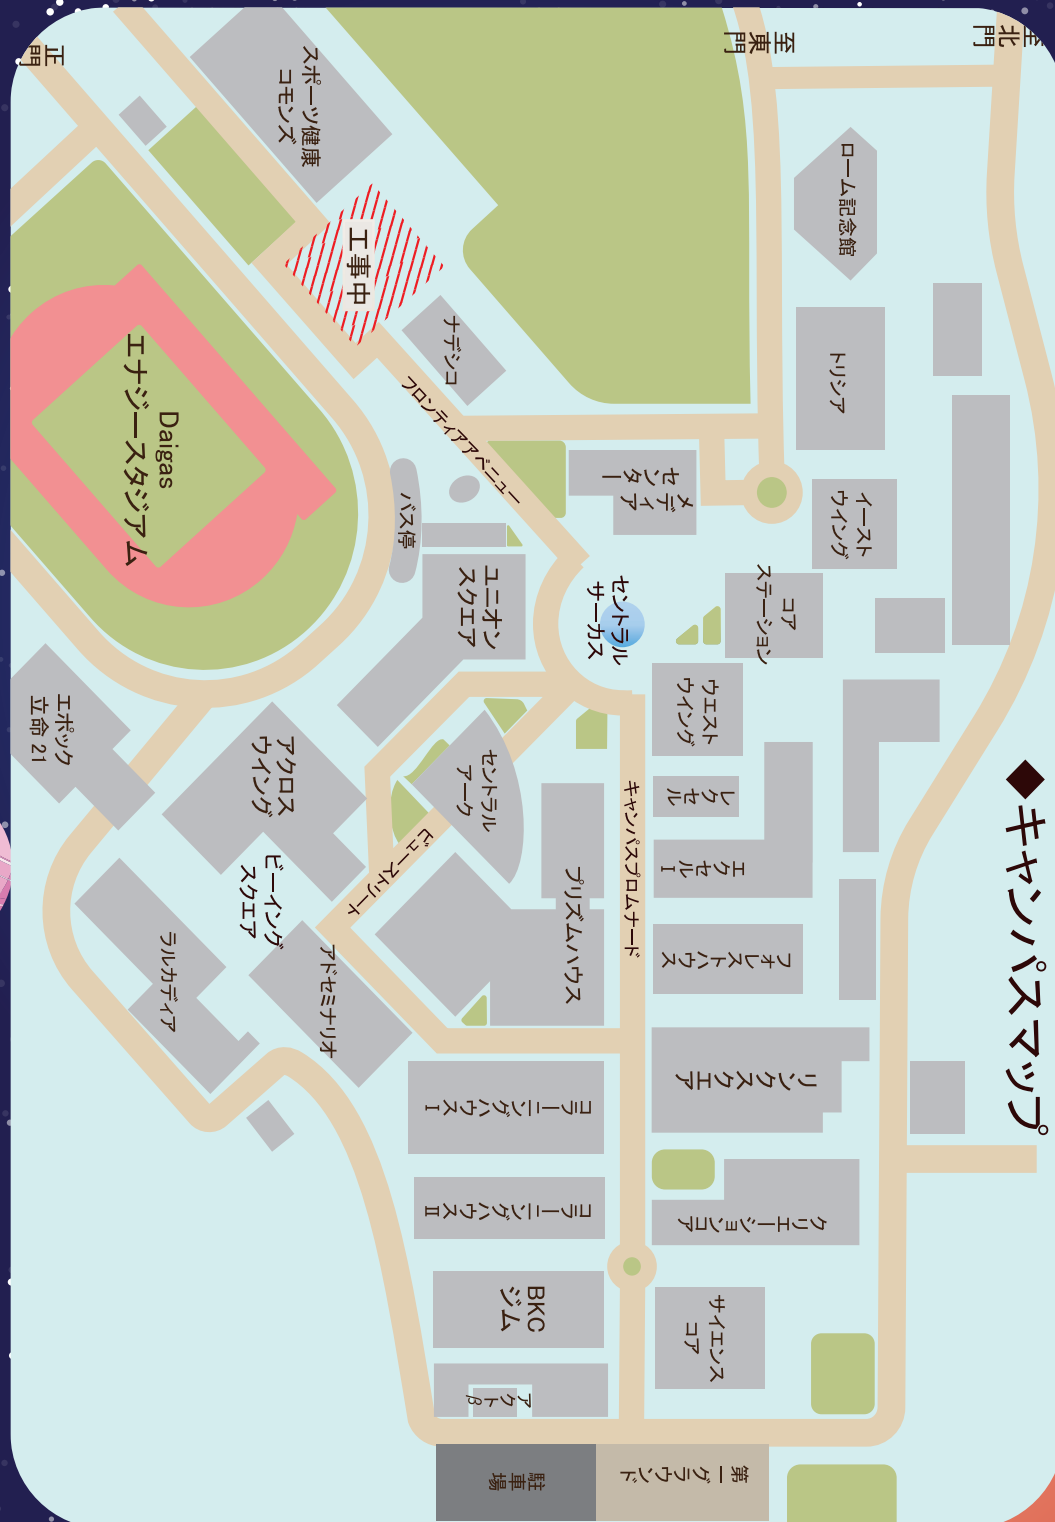 ◆キャンパスマップ
至
北
門
至
東
門
正
門
ローム記念館
トリシア
イースト
ウイング
コア
ステーション
ウエスト
ウイング
レクセル
エクセルⅠ
フォレストハウス
リンクスクエア
クリエーションコア
サイエンス
コア
第一グラウンド
駐車場
スポーツ健康
コモンズ
工事中
ナデシコ
フロンティアアベニュー
メディア
センター
セントラル
サーカス
キャンパスプロムナード
バス停
ユニオン
スクエア
Daigas
エナジースタジアム
セントラル
アーク
ビューストリート
プリズムハウス
アクロス
ウイング
ビーイング
スクエア
アドセミナリオ
エポック
立命 21
ラルカディア
コラーニングハウスⅠ
コラーニングハウスⅡ
BKC
ジム
アクトβ